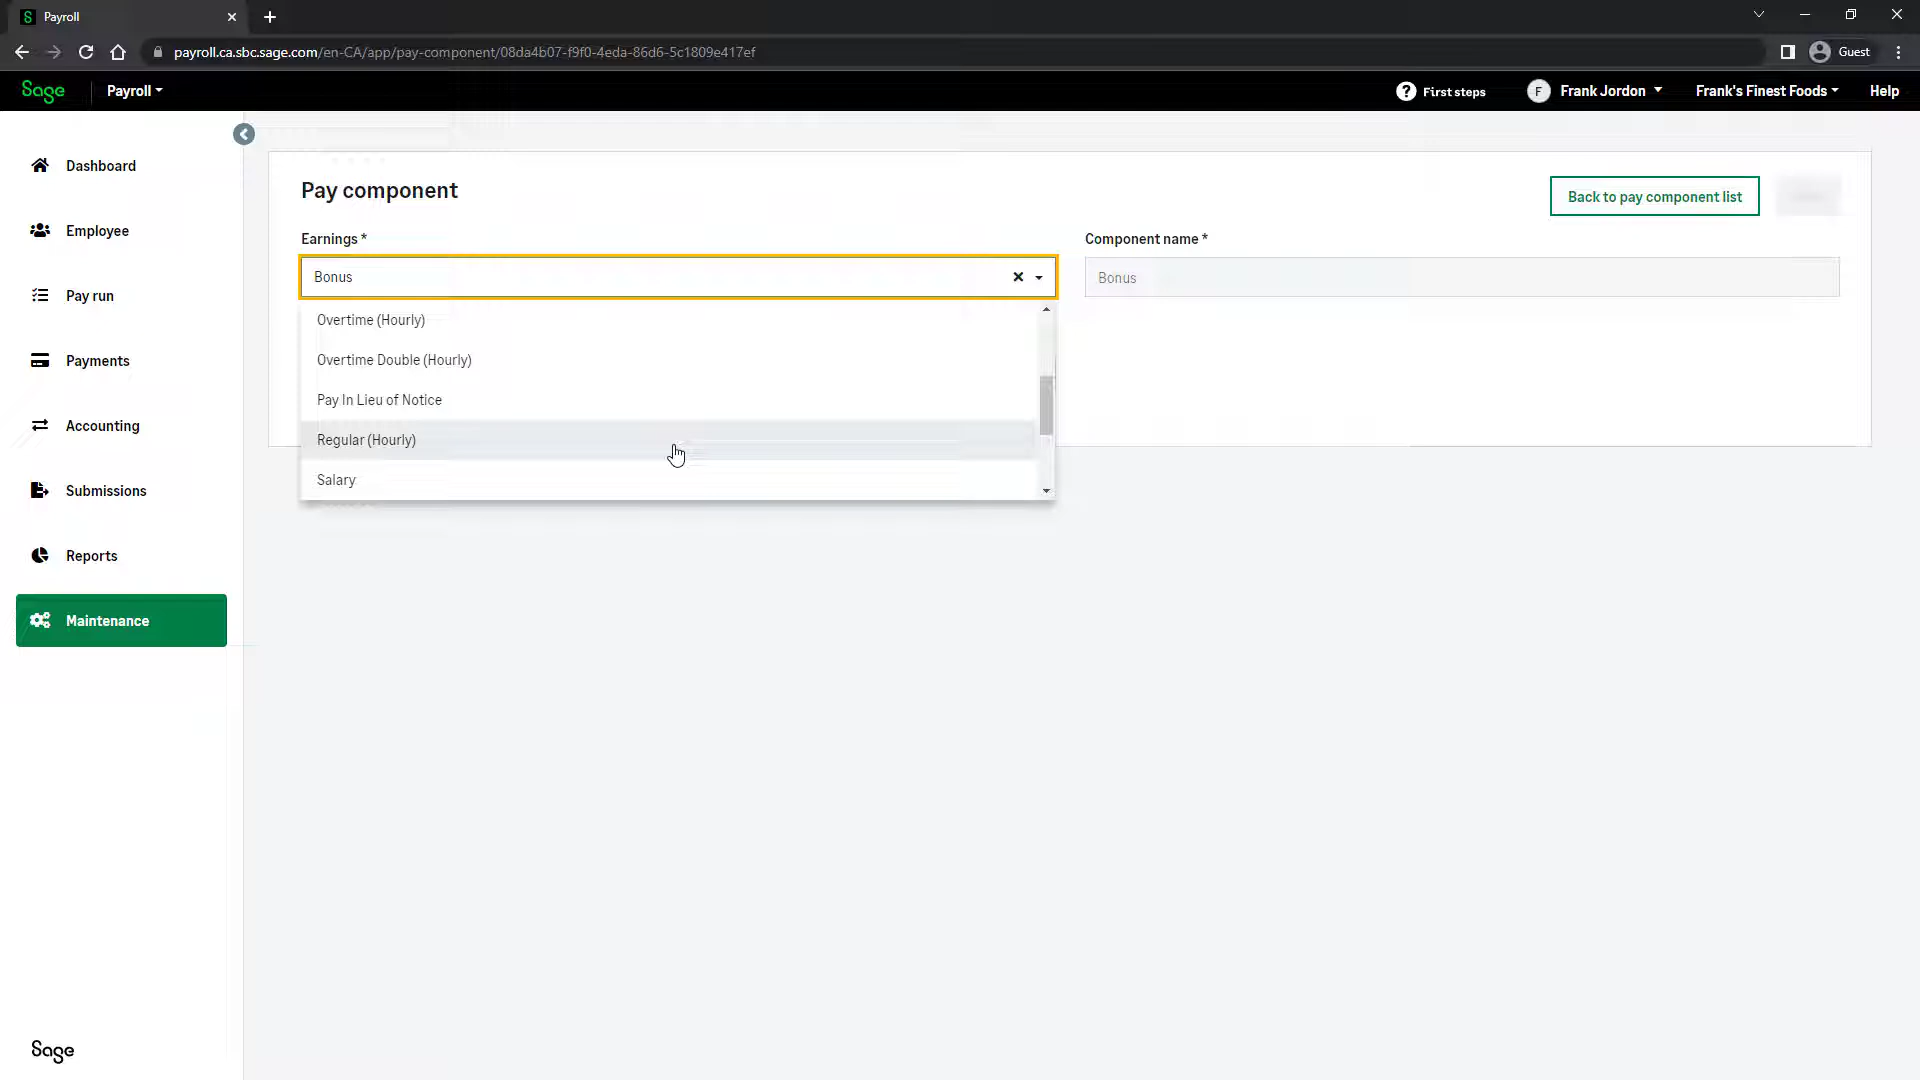 Payroll
payroll.ca.sbc.sage.com/en-CA/app/pay-component/08da4b07-f9f0-4eda-86d6-5c1809e417ef
Guest
Sage
Payroll
First steps
F
Frank Jordon
Frank's Finest Foods
Help
Dashboard
Employee
Pay run
Payments
Accounting
Submissions
Reports
Maintenance
Sage
Pay component
Back to pay component list
Earnings *
Component name *
Bonus
Bonus
Overtime (Hourly)
Overtime Double (Hourly)
Pay In Lieu of Notice
Regular (Hourly)
Salary